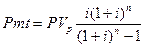 Pmt = PV_p i(1+i)^n / ((1+i)^n - 1)